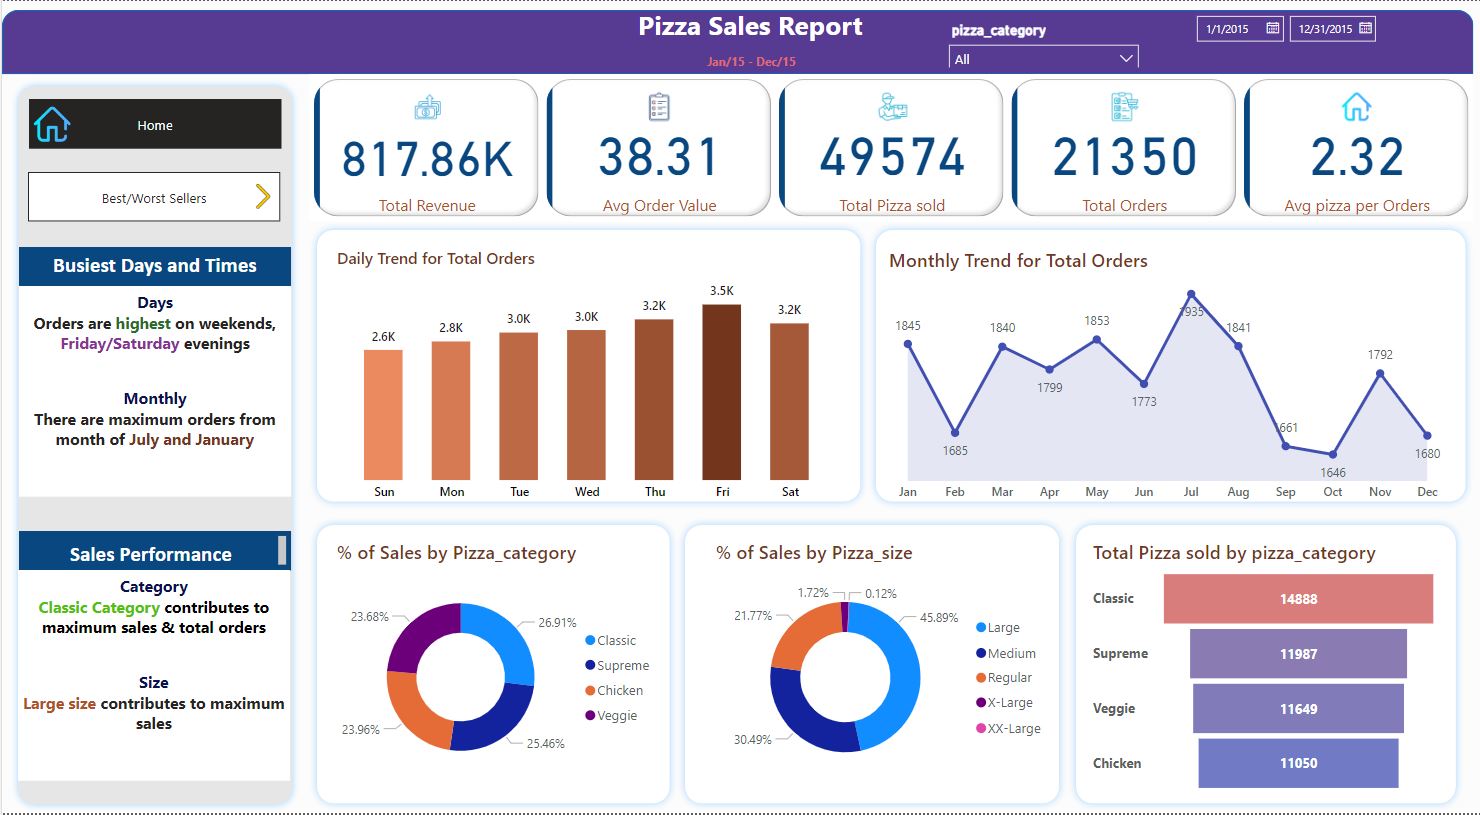 Pizza Sales Report
Jan/15 - Dec/15
pizza_category
All
1/1/2015
12/31/2015
Home
Best/Worst Sellers
Busiest Days and Times
Days
Orders are highest on weekends,
Friday/Saturday evenings
Monthly
There are maximum orders from
month of July and January
Sales Performance
Category
Classic Category contributes to
maximum sales & total orders
Size
Large size contributes to maximum
sales
817.86K
Total Revenue
38.31
Avg Order Value
49574
Total Pizza sold
21350
Total Orders
2.32
Avg pizza per Orders
Daily Trend for Total Orders
2.6K
2.8K
3.0K
3.0K
3.2K
3.5K
3.2K
Sun Mon Tue Wed Thu Fri Sat
Monthly Trend for Total Orders
1845
1685
1840
1799
1853
1773
1935
1841
1661
1646
1792
1680
Jan Feb Mar Apr May Jun Jul Aug Sep Oct Nov Dec
% of Sales by Pizza_category
23.68%
26.91%
23.96%
25.46%
Classic
Supreme
Chicken
Veggie
% of Sales by Pizza_size
1.72%
0.12%
21.77%
45.89%
30.49%
Large
Medium
Regular
X-Large
XX-Large
Total Pizza sold by pizza_category
Classic 14888
Supreme 11987
Veggie 11649
Chicken 11050